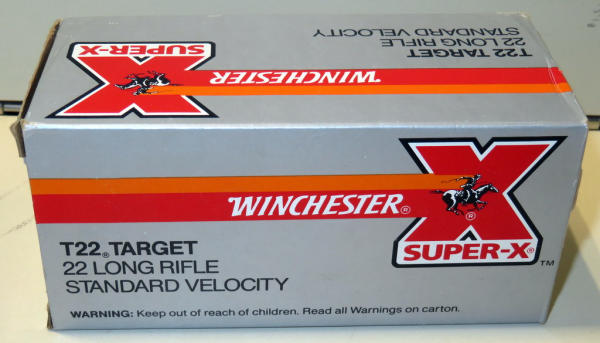 T22 TARGET
22 LONG RIFLE
STANDARD VELOCITY
WINCHESTER
SUPER-X
WINCHESTER®
SUPER-X®
TM
T22® TARGET
22 LONG RIFLE
STANDARD VELOCITY
WARNING: Keep out of reach of children. Read all Warnings on carton.